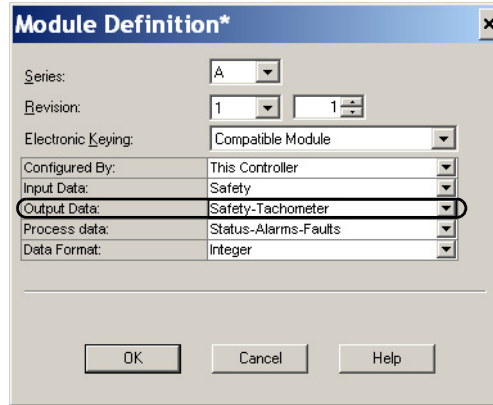 Module Definition*
Series: A
Revision: 1 1
Electronic Keying: Compatible Module
Configured By: This Controller
Input Data: Safety
Output Data: Safety-Tachometer
Process data: Status-Alarms-Faults
Data Format: Integer
OK Cancel Help